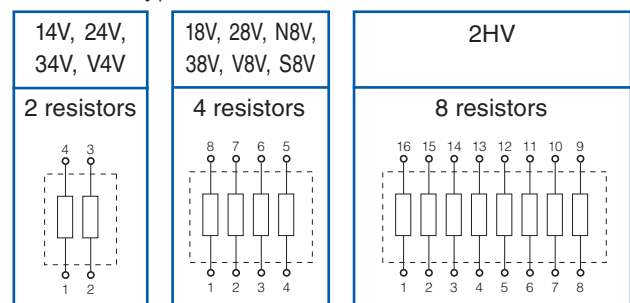 14V, 24V,
34V, V4V
2 resistors
4 3
1 2
18V, 28V, N8V,
38V, V8V, S8V
4 resistors
8 7 6 5
1 2 3 4
2HV
8 resistors
16 15 14 13 12 11 10 9
1 2 3 4 5 6 7 8